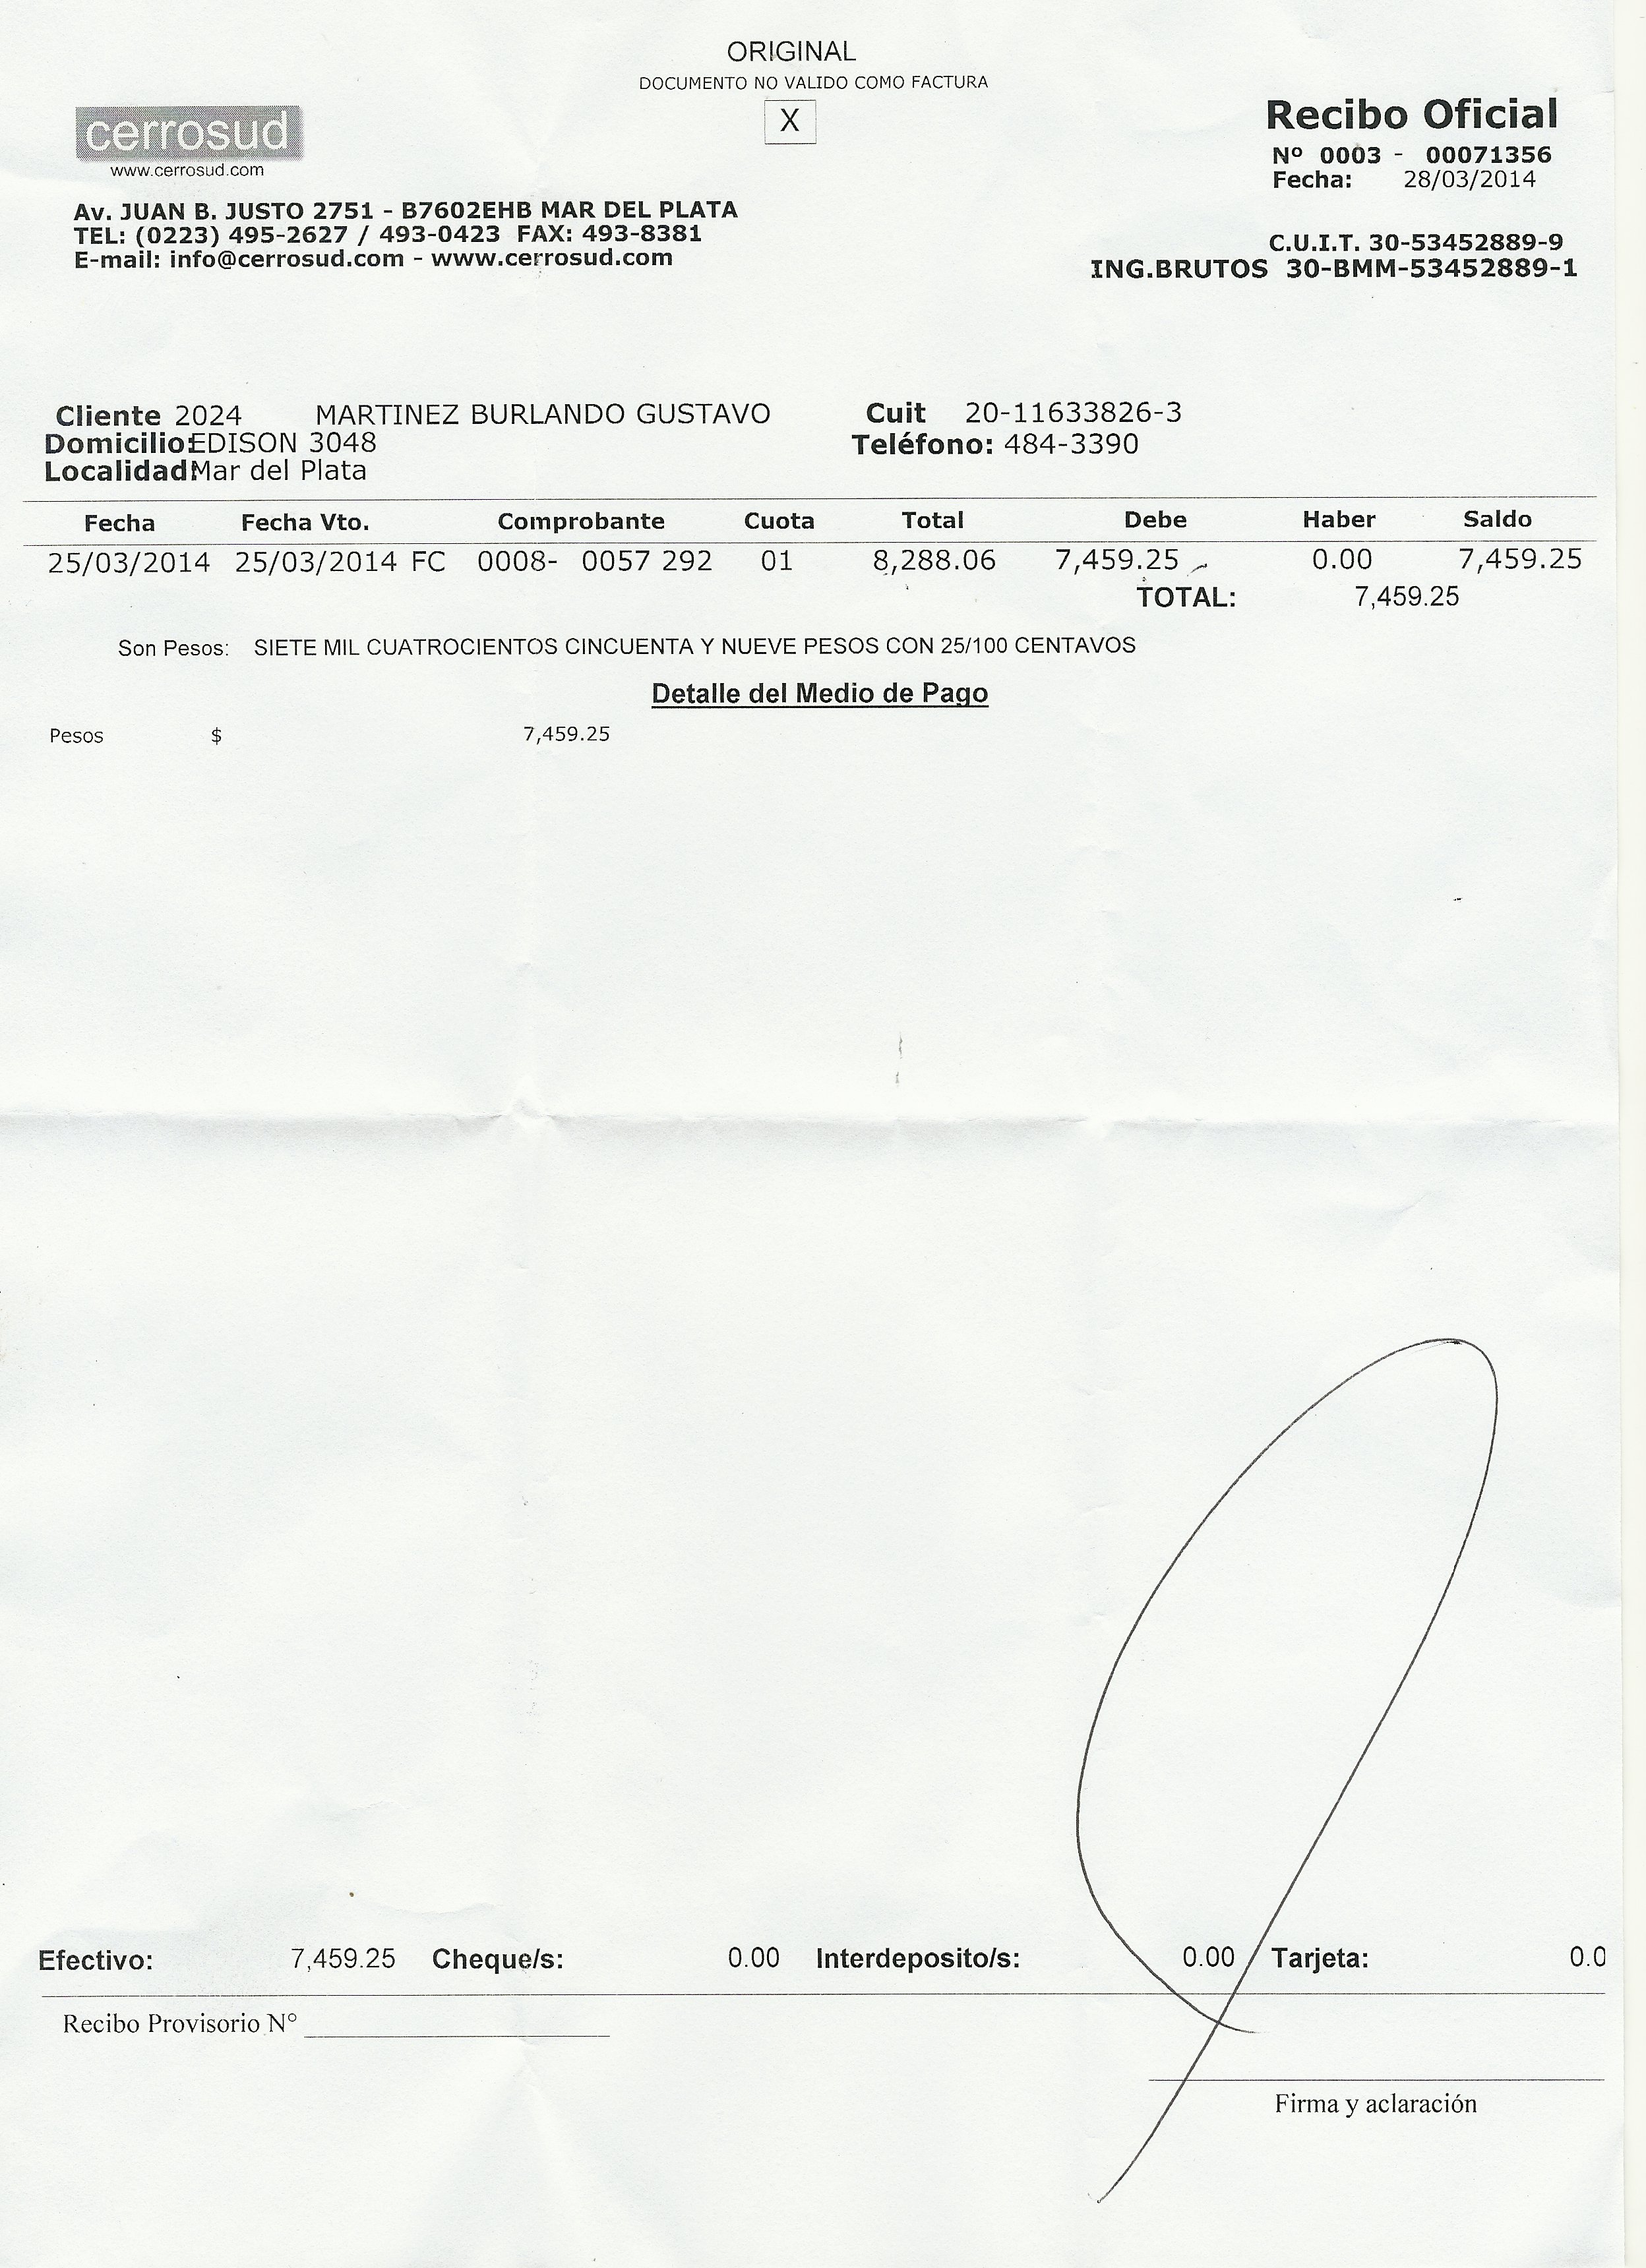 ORIGINAL
DOCUMENTO NO VALIDO COMO FACTURA
X
cerrosud
www.cerrosud.com
Recibo Oficial
Nº 0003 - 00071356
Fecha: 28/03/2014
Av. JUAN B. JUSTO 2751 - B7602EHB MAR DEL PLATA
TEL: (0223) 495-2627 / 493-0423 FAX: 493-8381
E-mail: info@cerrosud.com - www.cerrosud.com
C.U.I.T. 30-53452889-9
ING.BRUTOS 30-BMM-53452889-1
Cliente 2024 MARTINEZ BURLANDO GUSTAVO Cuit 20-11633826-3
Domicilio: EDISON 3048 Teléfono: 484-3390
Localidad: Mar del Plata
Fecha Fecha Vto. Comprobante Cuota Total Debe Haber Saldo
25/03/2014 25/03/2014 FC 0008- 0057 292 01 8,288.06 7,459.25 0.00 7,459.25
TOTAL: 7,459.25
Son Pesos: SIETE MIL CUATROCIENTOS CINCUENTA Y NUEVE PESOS CON 25/100 CENTAVOS
Detalle del Medio de Pago
Pesos $ 7,459.25
Efectivo: 7,459.25 Cheque/s: 0.00 Interdeposito/s: 0.00 Tarjeta: 0.0
Recibo Provisorio N°
Firma y aclaración